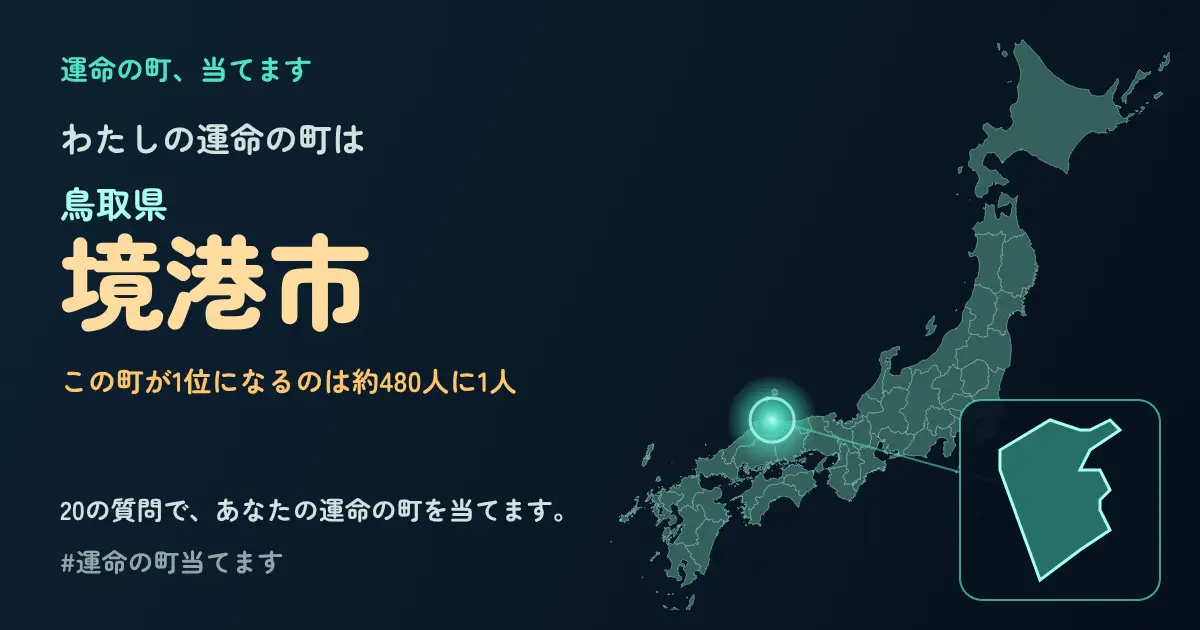 運命の町、当てます
わたしの運命の町は
鳥取県
境港市
この町が1位になるのは約480人に1人
20の質問で、あなたの運命の町を当てます。
#運命の町当てます